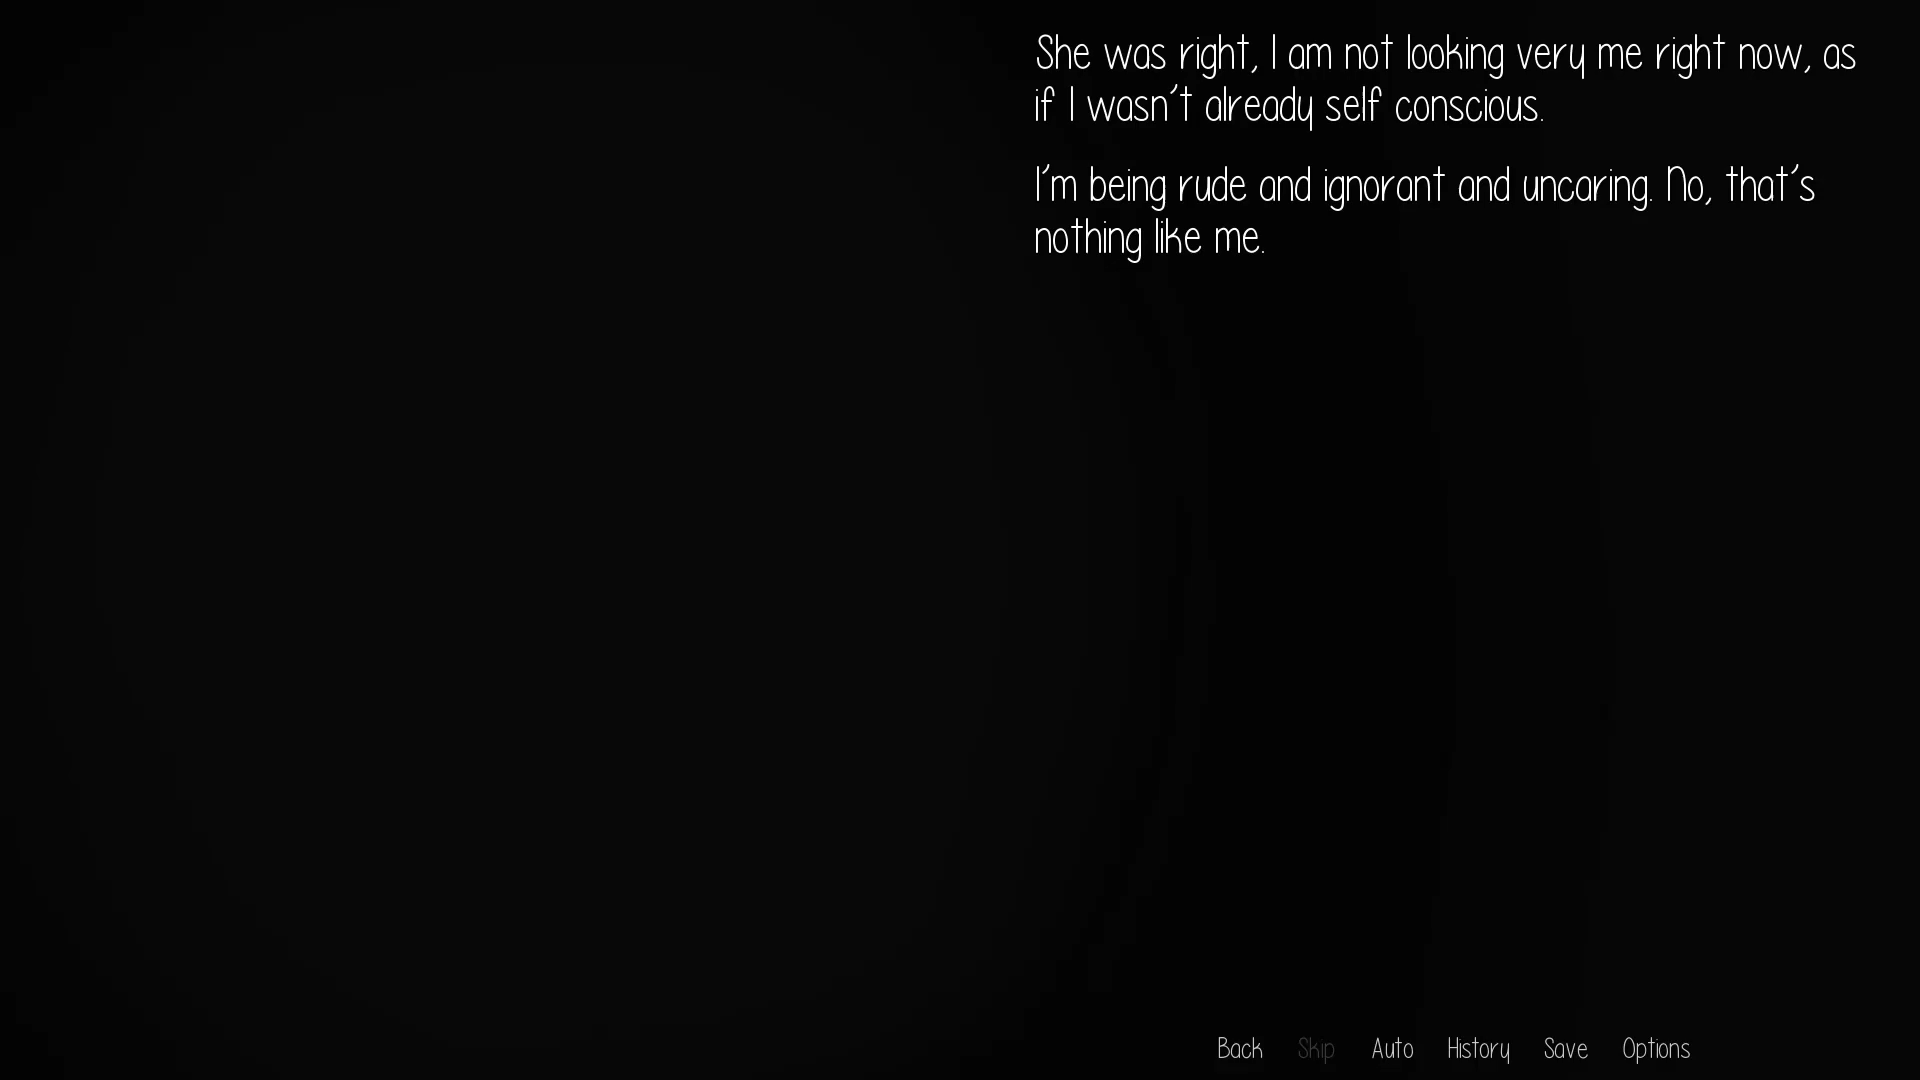 She was right, I am not looking very me right now, as
if I wasn't already self conscious.
I'm being rude and ignorant and uncaring. No, that's
nothing like me.
Back Skip Auto History Save Options